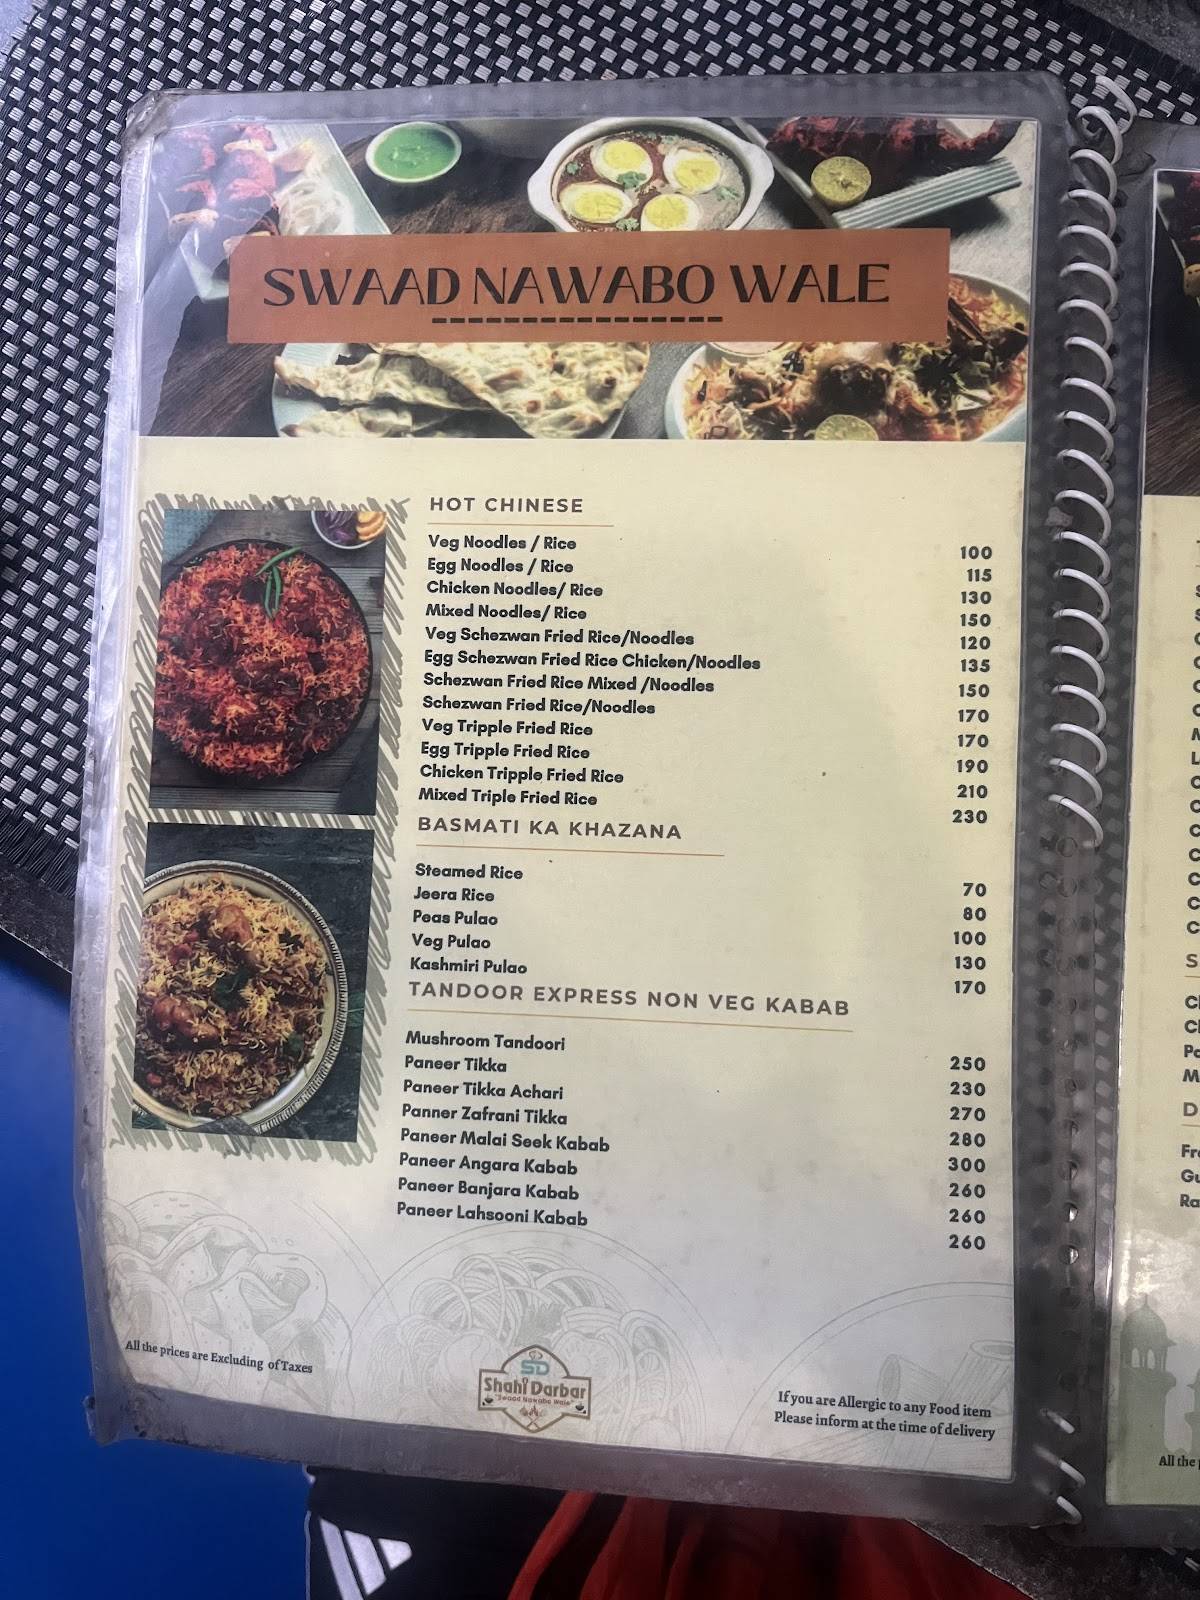 SWAAD NAWABO WALE
HOT CHINESE
Veg Noodles / Rice 100
Egg Noodles / Rice 115
Chicken Noodles/ Rice 130
Mixed Noodles/ Rice 150
Veg Schezwan Fried Rice/Noodles 120
Egg Schezwan Fried Rice Chicken/Noodles 135
Schezwan Fried Rice Mixed /Noodles 150
Schezwan Fried Rice/Noodles 170
Veg Tripple Fried Rice 170
Egg Tripple Fried Rice 190
Chicken Tripple Fried Rice 210
Mixed Triple Fried Rice 230
BASMATI KA KHAZANA
Steamed Rice 70
Jeera Rice 80
Peas Pulao 100
Veg Pulao 130
Kashmiri Pulao 170
TANDOOR EXPRESS NON VEG KABAB
Mushroom Tandoori 250
Paneer Tikka 230
Paneer Tikka Achari 270
Panner Zafrani Tikka 280
Paneer Malai Seek Kabab 300
Paneer Angara Kabab 260
Paneer Banjara Kabab 260
Paneer Lahsooni Kabab 260
All the prices are Excluding of Taxes
SD
Shahi Darbar
"Swaad Nawabo Wale"
If you are Allergic to any Food item
Please inform at the time of delivery
All the